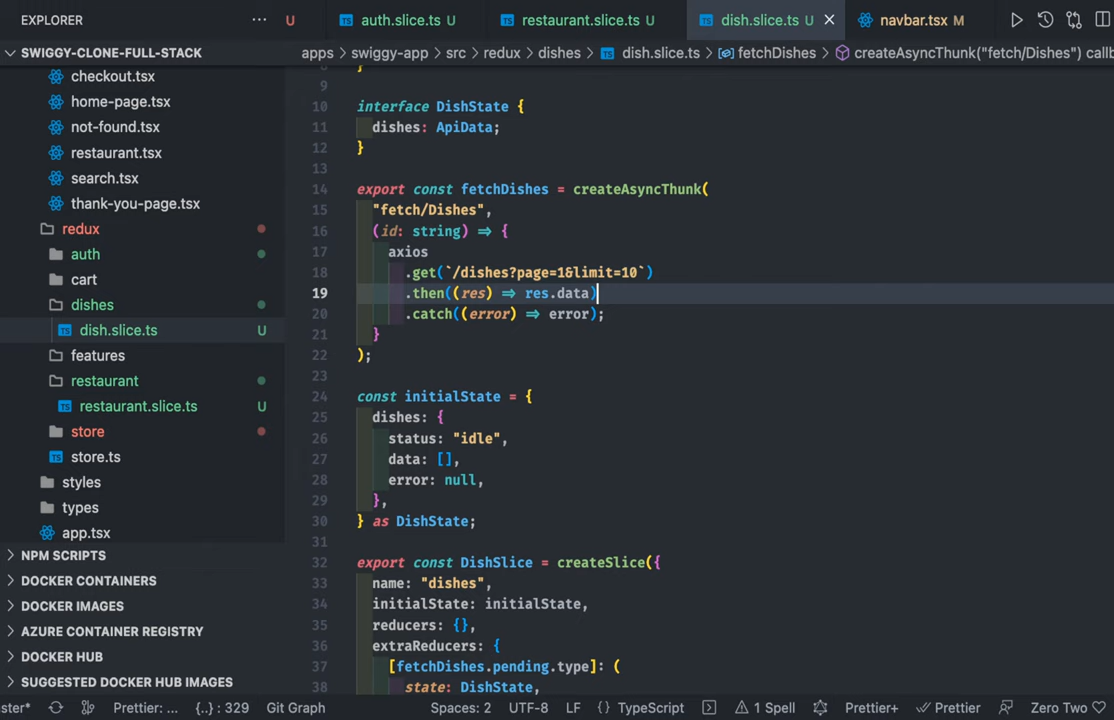 EXPLORER
U
auth.slice.ts U
restaurant.slice.ts U
dish.slice.ts U
navbar.tsx M
SWIGGY-CLONE-FULL-STACK
apps > swiggy-app > src > redux > dishes > dish.slice.ts > fetchDishes > createAsyncThunk("fetch/Dishes") callb
checkout.tsx
home-page.tsx
not-found.tsx
restaurant.tsx
search.tsx
thank-you-page.tsx
redux
auth
cart
dishes
dish.slice.ts U
features
restaurant
restaurant.slice.ts U
store
store.ts
styles
types
app.tsx
NPM SCRIPTS
DOCKER CONTAINERS
DOCKER IMAGES
AZURE CONTAINER REGISTRY
DOCKER HUB
SUGGESTED DOCKER HUB IMAGES
8 }
9
10 interface DishState {
11 dishes: ApiData;
12 }
13
14 export const fetchDishes = createAsyncThunk(
15 "fetch/Dishes",
16 (id: string) => {
17 axios
18 .get(`/dishes?page=1&limit=10`)
19 .then((res) => res.data)
20 .catch((error) => error);
21 }
22 );
23
24 const initialState = {
25 dishes: {
26 status: "idle",
27 data: [],
28 error: null,
29 },
30 } as DishState;
31
32 export const DishSlice = createSlice({
33 name: "dishes",
34 initialState: initialState,
35 reducers: {},
36 extraReducers: {
37 [fetchDishes.pending.type]: (
38 state: DishState,
ster* Prettier: ... {..} : 329 Git Graph Spaces: 2 UTF-8 LF {} TypeScript 1 Spell Prettier+ Prettier Zero Two